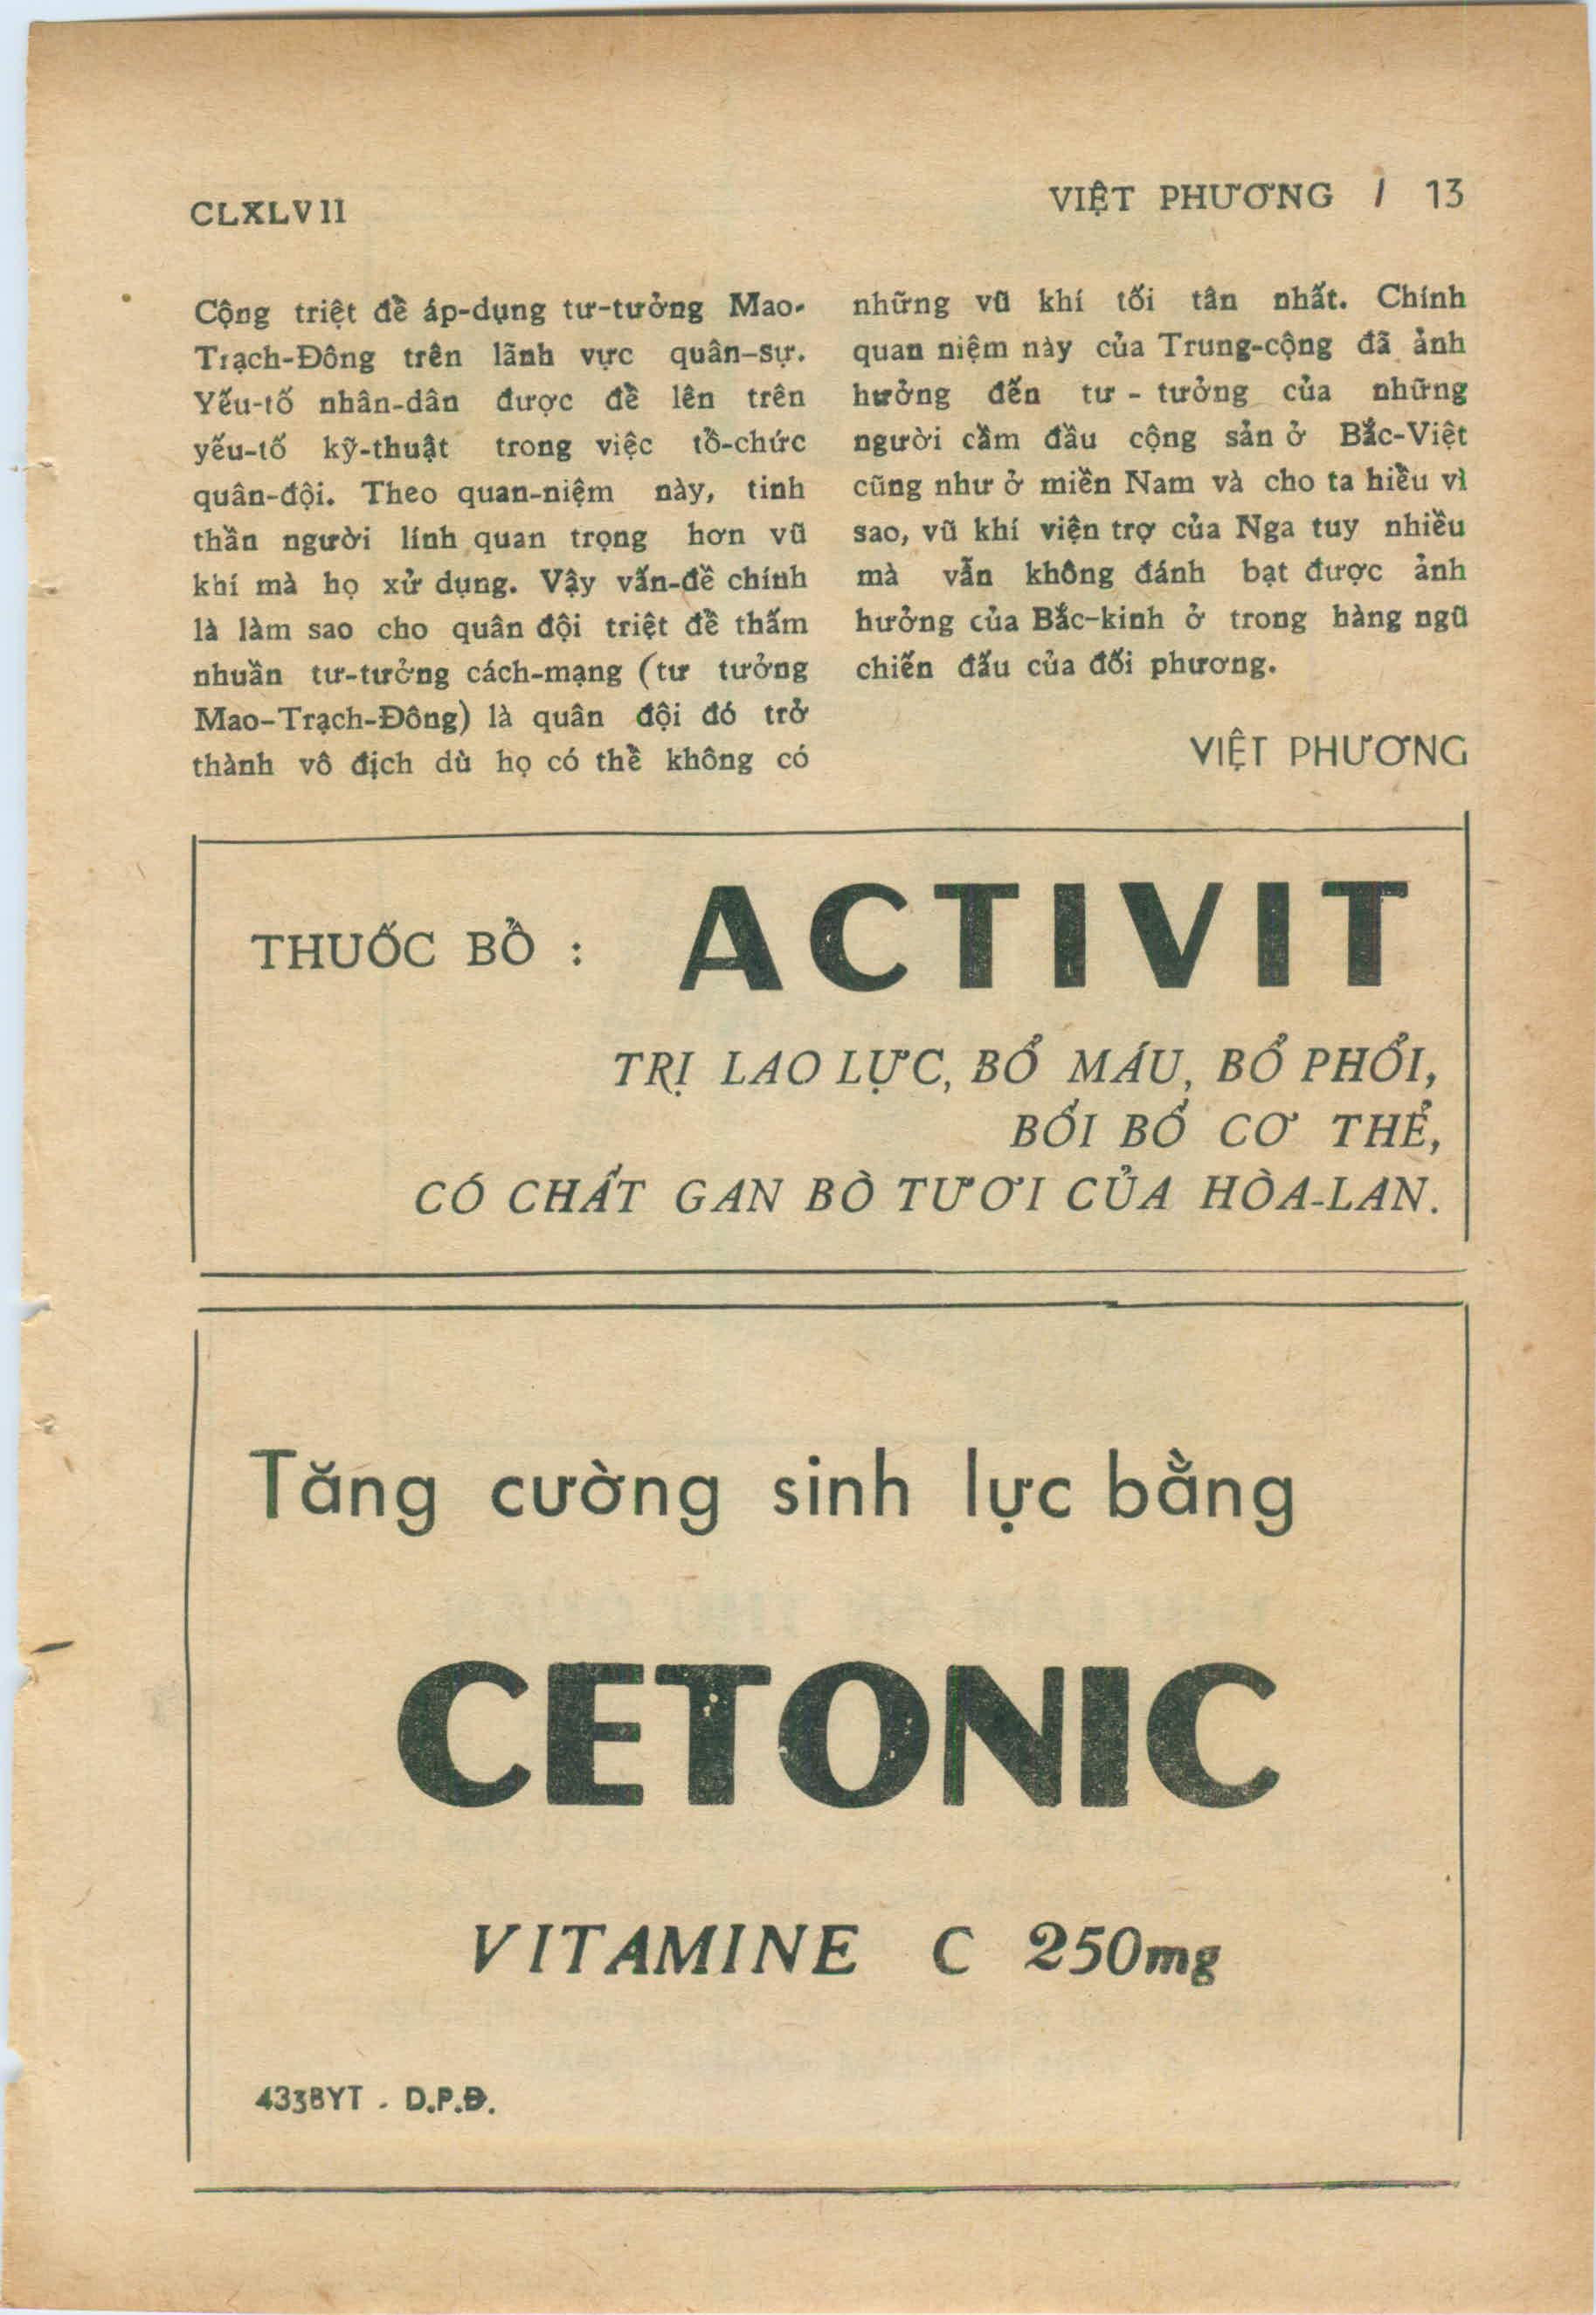 CLXLVII
VIỆT PHƯƠNG / 13
Cộng triệt để áp-dụng tư-tưởng Mao-
Trạch-Đông trên lãnh vực quân-sự.
Yếu-tố nhân-dân được đề lên trên
yếu-tố kỹ-thuật trong việc tổ-chức
quân-đội. Theo quan-niệm này, tinh
thần người lính quan trọng hơn vũ
khí mà họ xử dụng. Vậy vấn-đề chính
là làm sao cho quân đội triệt để thấm
nhuần tư-tưởng cách-mạng (tư tưởng
Mao-Trạch-Đông) là quân đội đó trở
thành vô địch dù họ có thể không có
những vũ khí tối tân nhất. Chính
quan niệm này của Trung-cộng đã ảnh
hưởng đến tư - tưởng của những
người cầm đầu cộng sản ở Bắc-Việt
cũng như ở miền Nam và cho ta hiểu vì
sao, vũ khí viện trợ của Nga tuy nhiều
mà vẫn không đánh bạt được ảnh
hưởng của Bắc-kinh ở trong hàng ngũ
chiến đấu của đối phương.
VIỆT PHƯƠNG
THUỐC BỔ : ACTIVIT
TRỊ LAO LỰC, BỔ MÁU, BỔ PHỔI,
BỔI BỔ CƠ THỂ,
CÓ CHẤT GAN BÒ TƯƠI CỦA HÒA-LAN.
Tăng cường sinh lực bằng
CETONIC
VITAMINE C 250mg
433BYT . D.P.Đ.